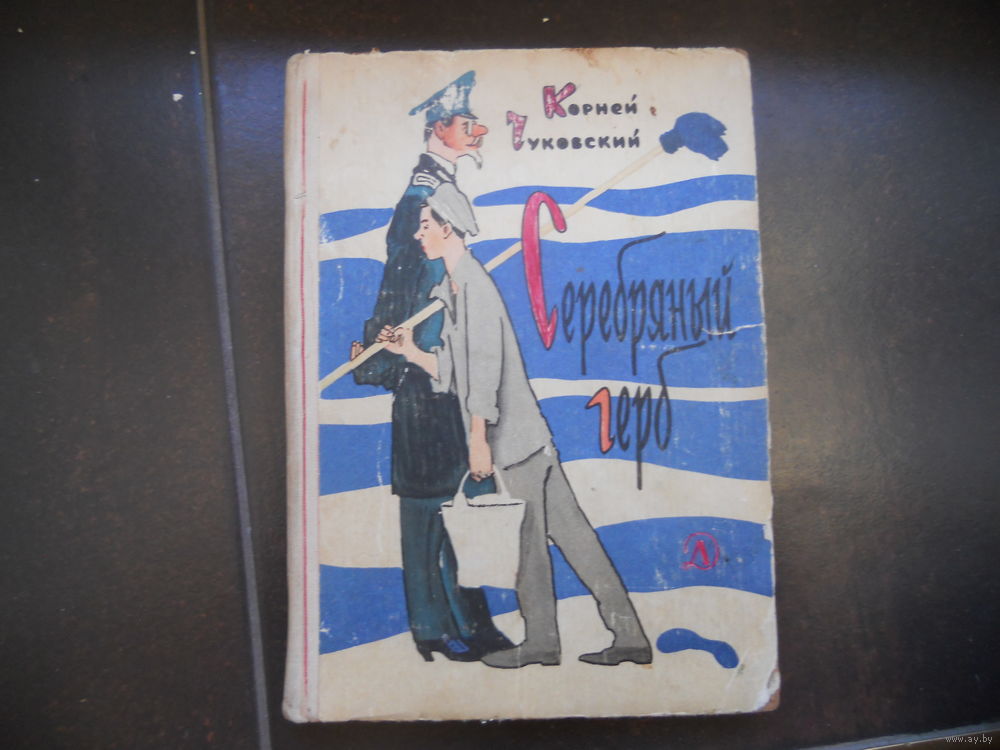 Корней
Чуковский
Серебряный
герб
Д
www.ay.by